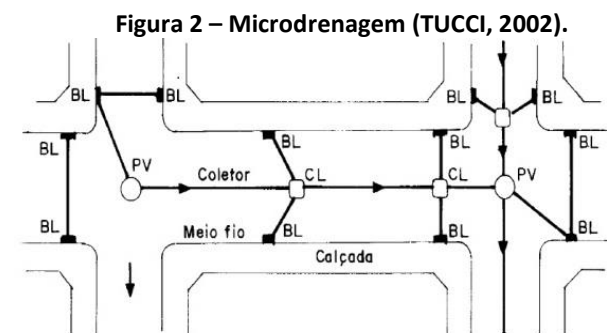 Figura 2 – Microdrenagem (TUCCI, 2002).
BL BL BL BL
BL BL BL BL
PV Coletor CL CL PV
BL Meio fio BL BL BL
Calçada